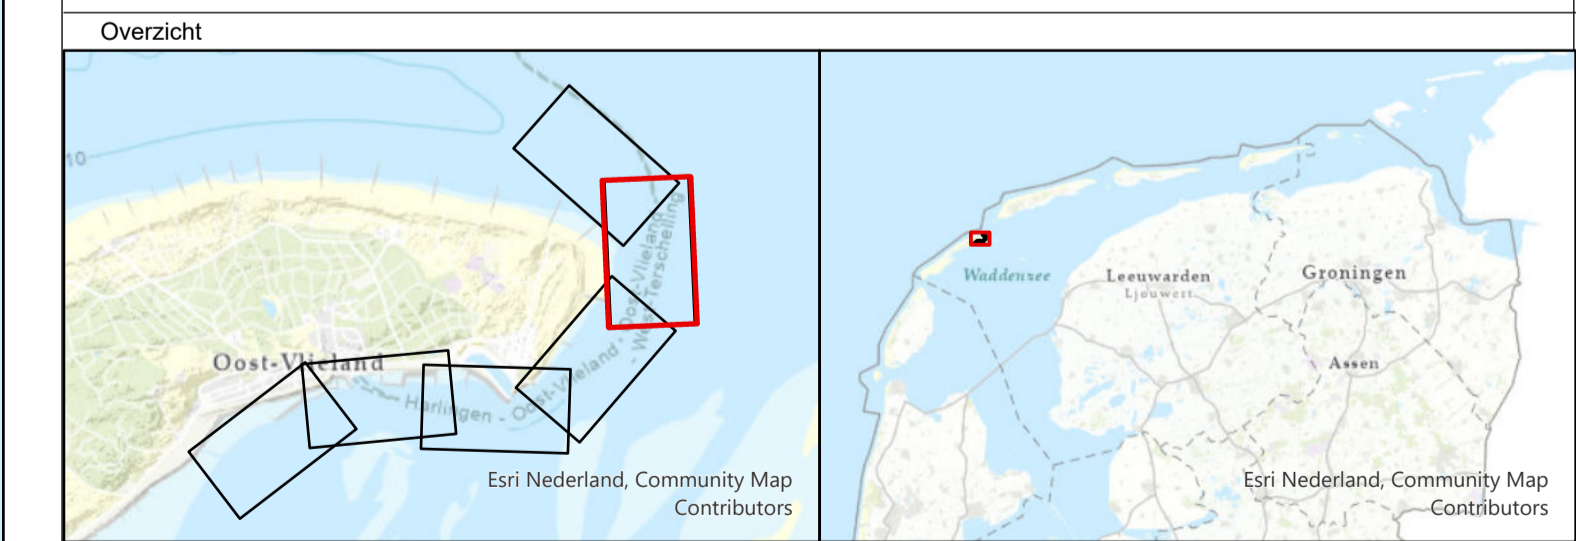 Overzicht
10
Oost-Vlieland
Harlingen - Oost-Vlieland - Oost-Vlieland
- West-Terschelling
Esri Nederland, Community Map
Contributors
Waddenzee
Leeuwarden
Ljouwert
Groningen
Assen
Esri Nederland, Community Map
Contributors